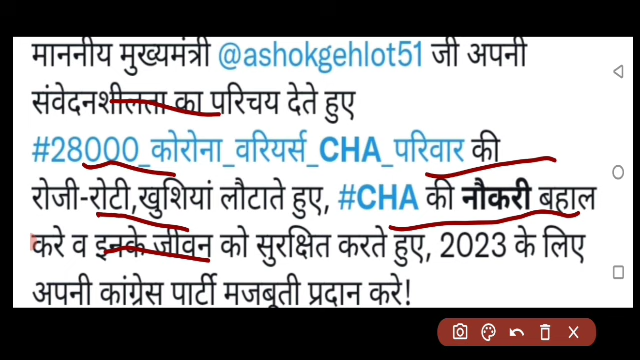 माननीय मुख्यमंत्री @ashokgehlot51 जी अपनी
संवेदनशीलता का परिचय देते हुए
#28000_कोरोना_वरियर्स_CHA_परिवार की
रोजी-रोटी,खुशियां लौटाते हुए, #CHA की नौकरी बहाल
करे व इनके जीवन को सुरक्षित करते हुए, 2023 के लिए
अपनी कांग्रेस पार्टी मजबूती प्रदान करे!